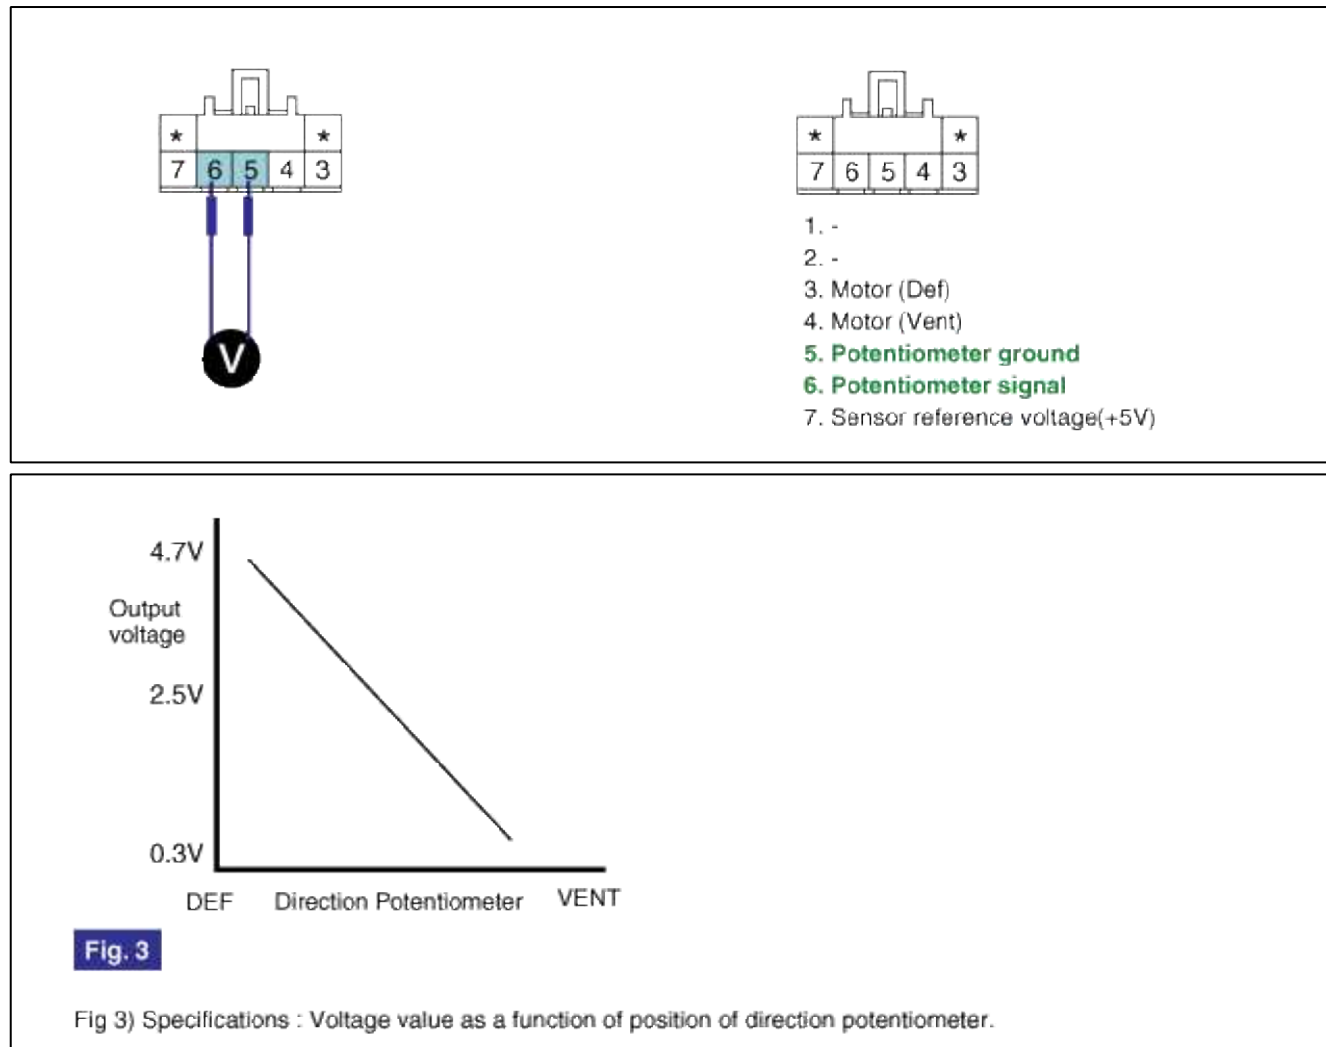 * *
7 6 5 4 3
V
* *
7 6 5 4 3
1. -
2. -
3. Motor (Def)
4. Motor (Vent)
5. Potentiometer ground
6. Potentiometer signal
7. Sensor reference voltage(+5V)
4.7V
Output
voltage
2.5V
0.3V
DEF Direction Potentiometer VENT
Fig. 3
Fig 3) Specifications : Voltage value as a function of position of direction potentiometer.